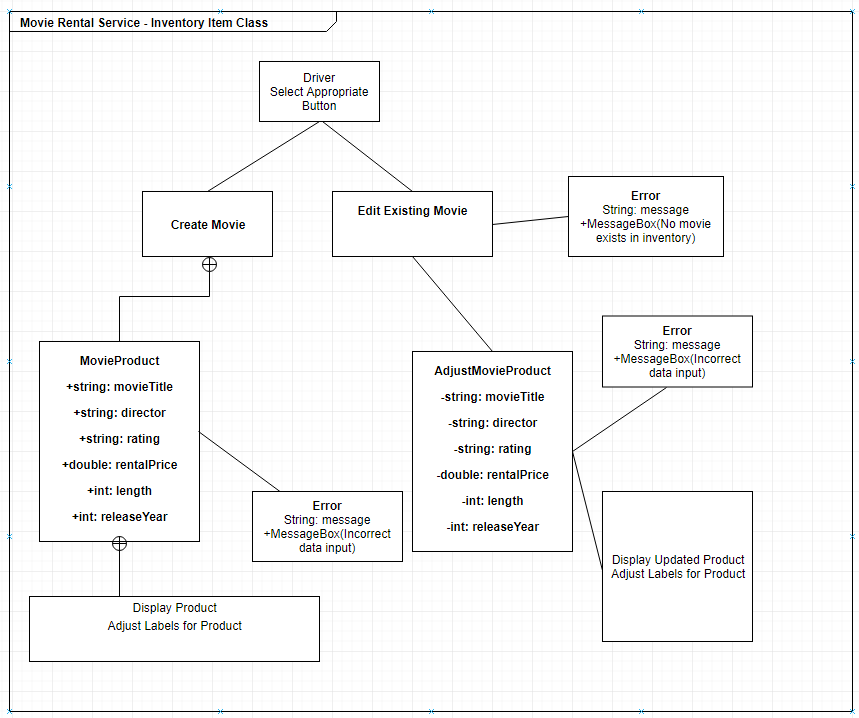 Movie Rental Service - Inventory Item Class
Driver
Select Appropriate
Button
Create Movie
Edit Existing Movie
Error
String: message
+MessageBox(No movie
exists in inventory)
Error
String: message
+MessageBox(Incorrect
data input)
MovieProduct
+string: movieTitle
+string: director
+string: rating
+double: rentalPrice
+int: length
+int: releaseYear
AdjustMovieProduct
-string: movieTitle
-string: director
-string: rating
-double: rentalPrice
-int: length
-int: releaseYear
Error
String: message
+MessageBox(Incorrect
data input)
Display Updated Product
Adjust Labels for Product
Display Product
Adjust Labels for Product